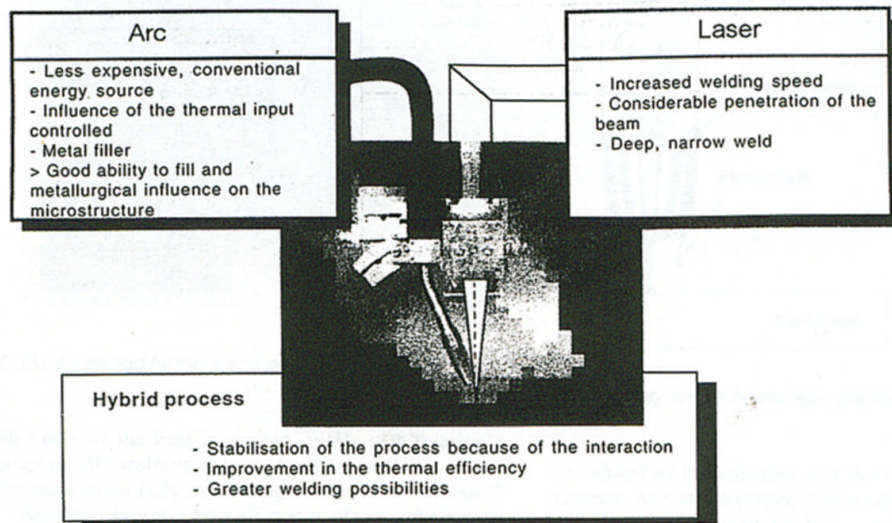 Arc
- Less expensive, conventional
energy source
- Influence of the thermal input
controlled
- Metal filler
> Good ability to fill and
metallurgical influence on the
microstructure
Laser
- Increased welding speed
- Considerable penetration of the
beam
- Deep, narrow weld
Hybrid process
- Stabilisation of the process because of the interaction
- Improvement in the thermal efficiency
- Greater welding possibilities